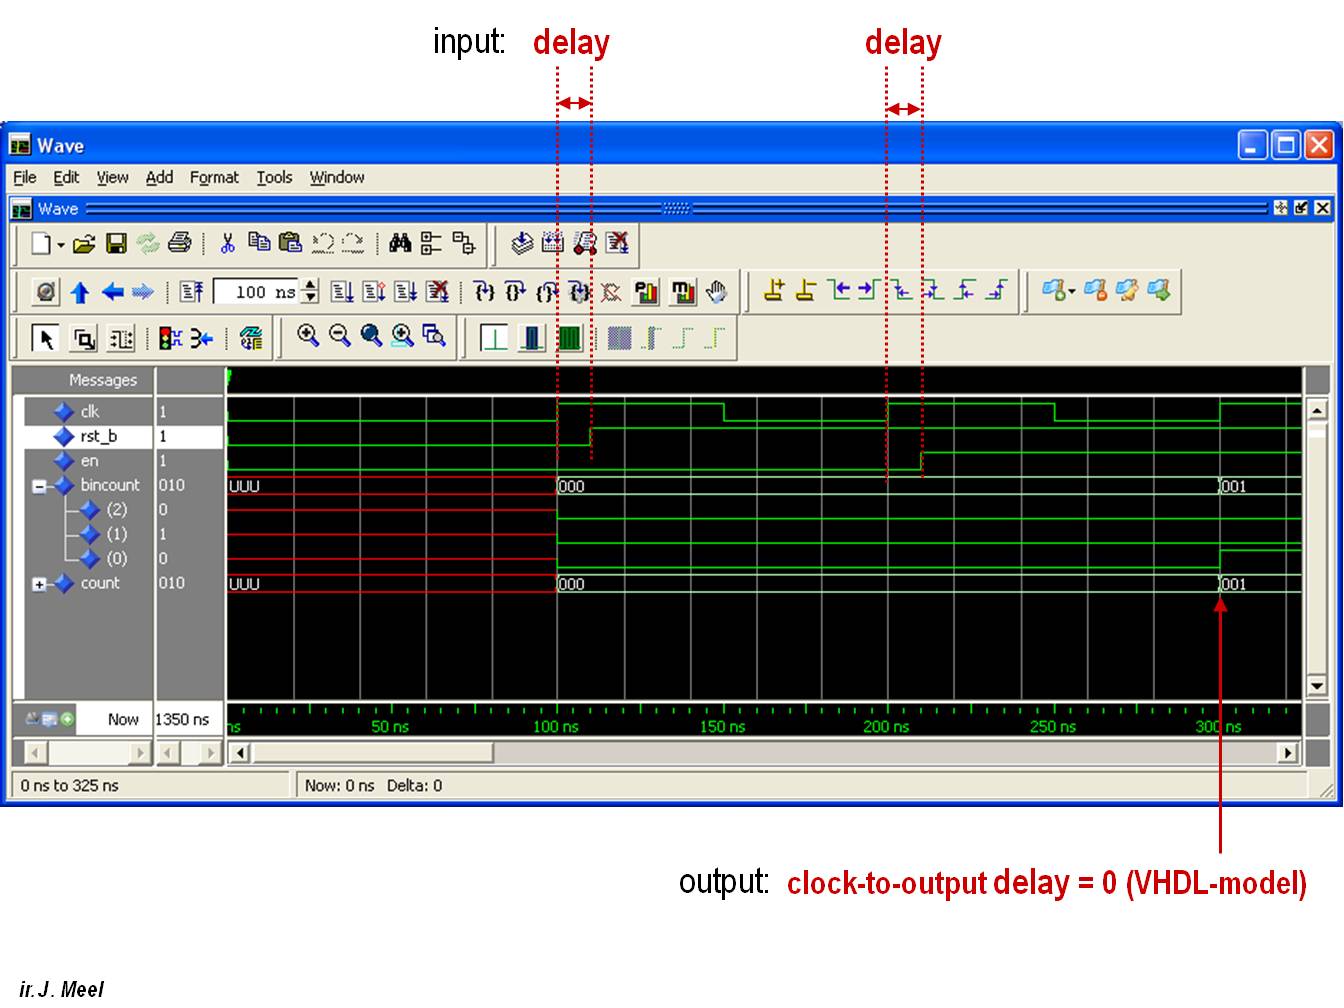 input: delay delay
Wave
File Edit View Add Format Tools Window
Wave
100 ns
Messages
clk 1
rst_b 1
en 1
bincount 010 UUU 000 001
(2) 0
(1) 1
(0) 0
count 010 UUU 000 001
Now 1350 ns ns 50 ns 100 ns 150 ns 200 ns 250 ns 300 ns
0 ns to 325 ns Now: 0 ns Delta: 0
output: clock-to-output delay = 0 (VHDL-model)
ir. J. Meel